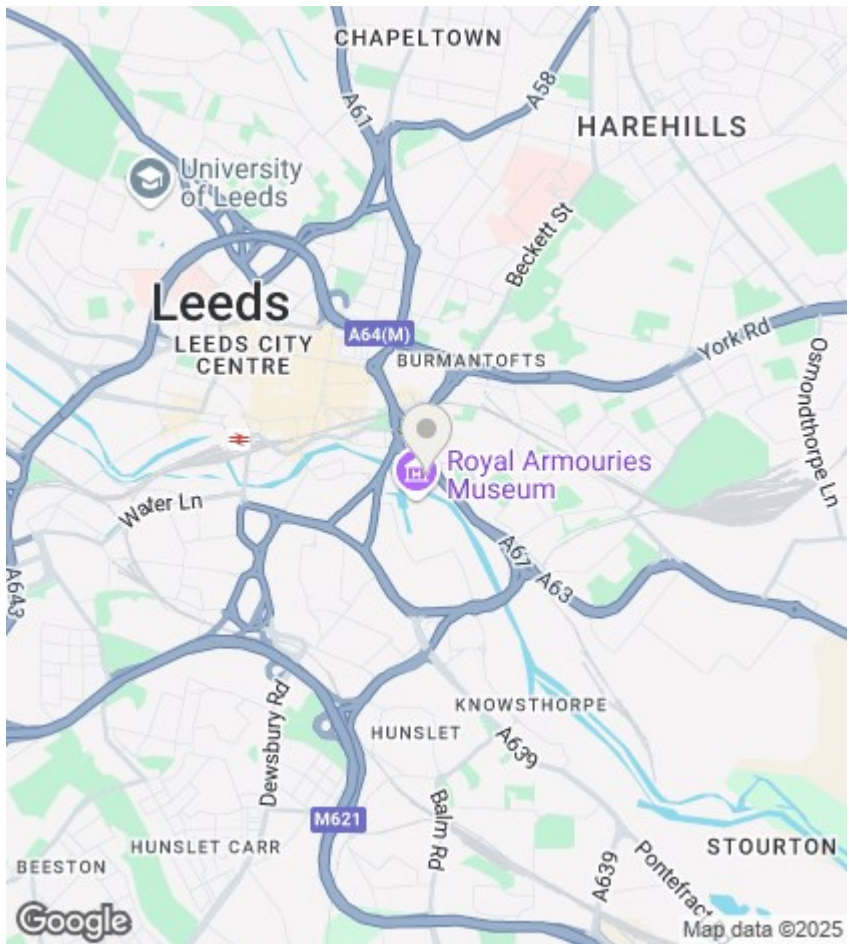 CHAPELTOWN
A61
A58
HAREHILLS
University
of Leeds
Beckett St
Leeds
A64(M)
LEEDS CITY
CENTRE
BURMANTOFTS
York Rd
Osmondthorpe Ln
Royal Armouries
Museum
Water Ln
A643
A67
A63
KNOWSTHORPE
Dewsbury Rd
HUNSLET
A639
M621
Balm Rd
HUNSLET CARR
BEESTON
STOURTON
A639
Pontefract
Google
Map data ©2025